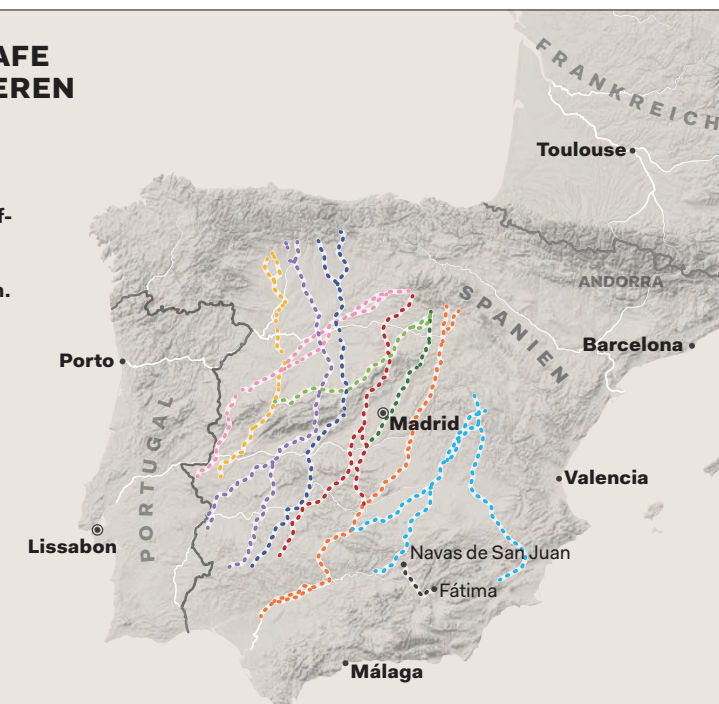 AFE
EREN
f-
n.
FRANKREICH
Toulouse
ANDORRA
SPANIEN
Barcelona
Porto
Madrid
PORTUGAL
Valencia
Lissabon
Navas de San Juan
Fátima
Málaga